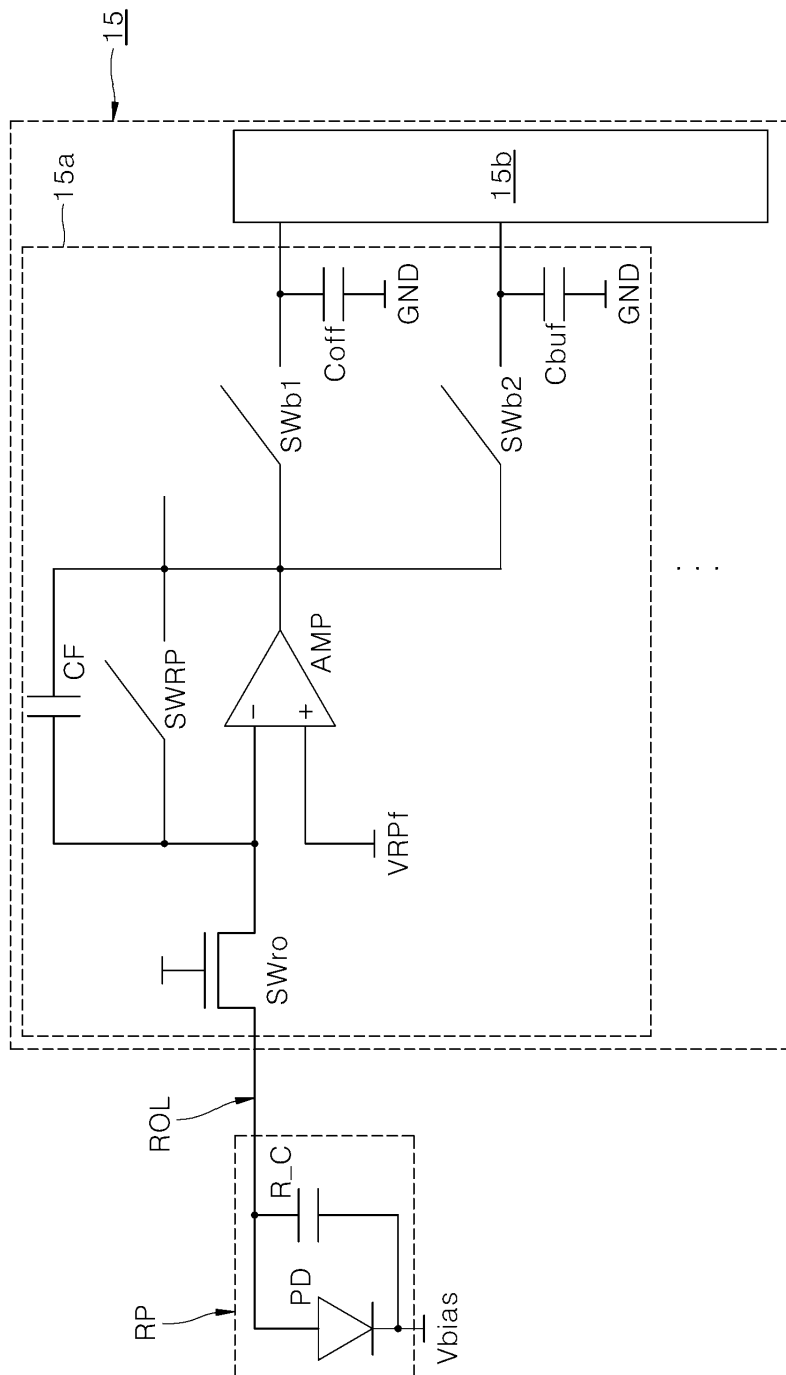 15
15a
15b
CF
SWRP
AMP
−
+
VRPf
SWro
SWb1
SWb2
Coff
GND
Cbuf
GND
ROL
RP
PD
R_C
Vbias
. . .